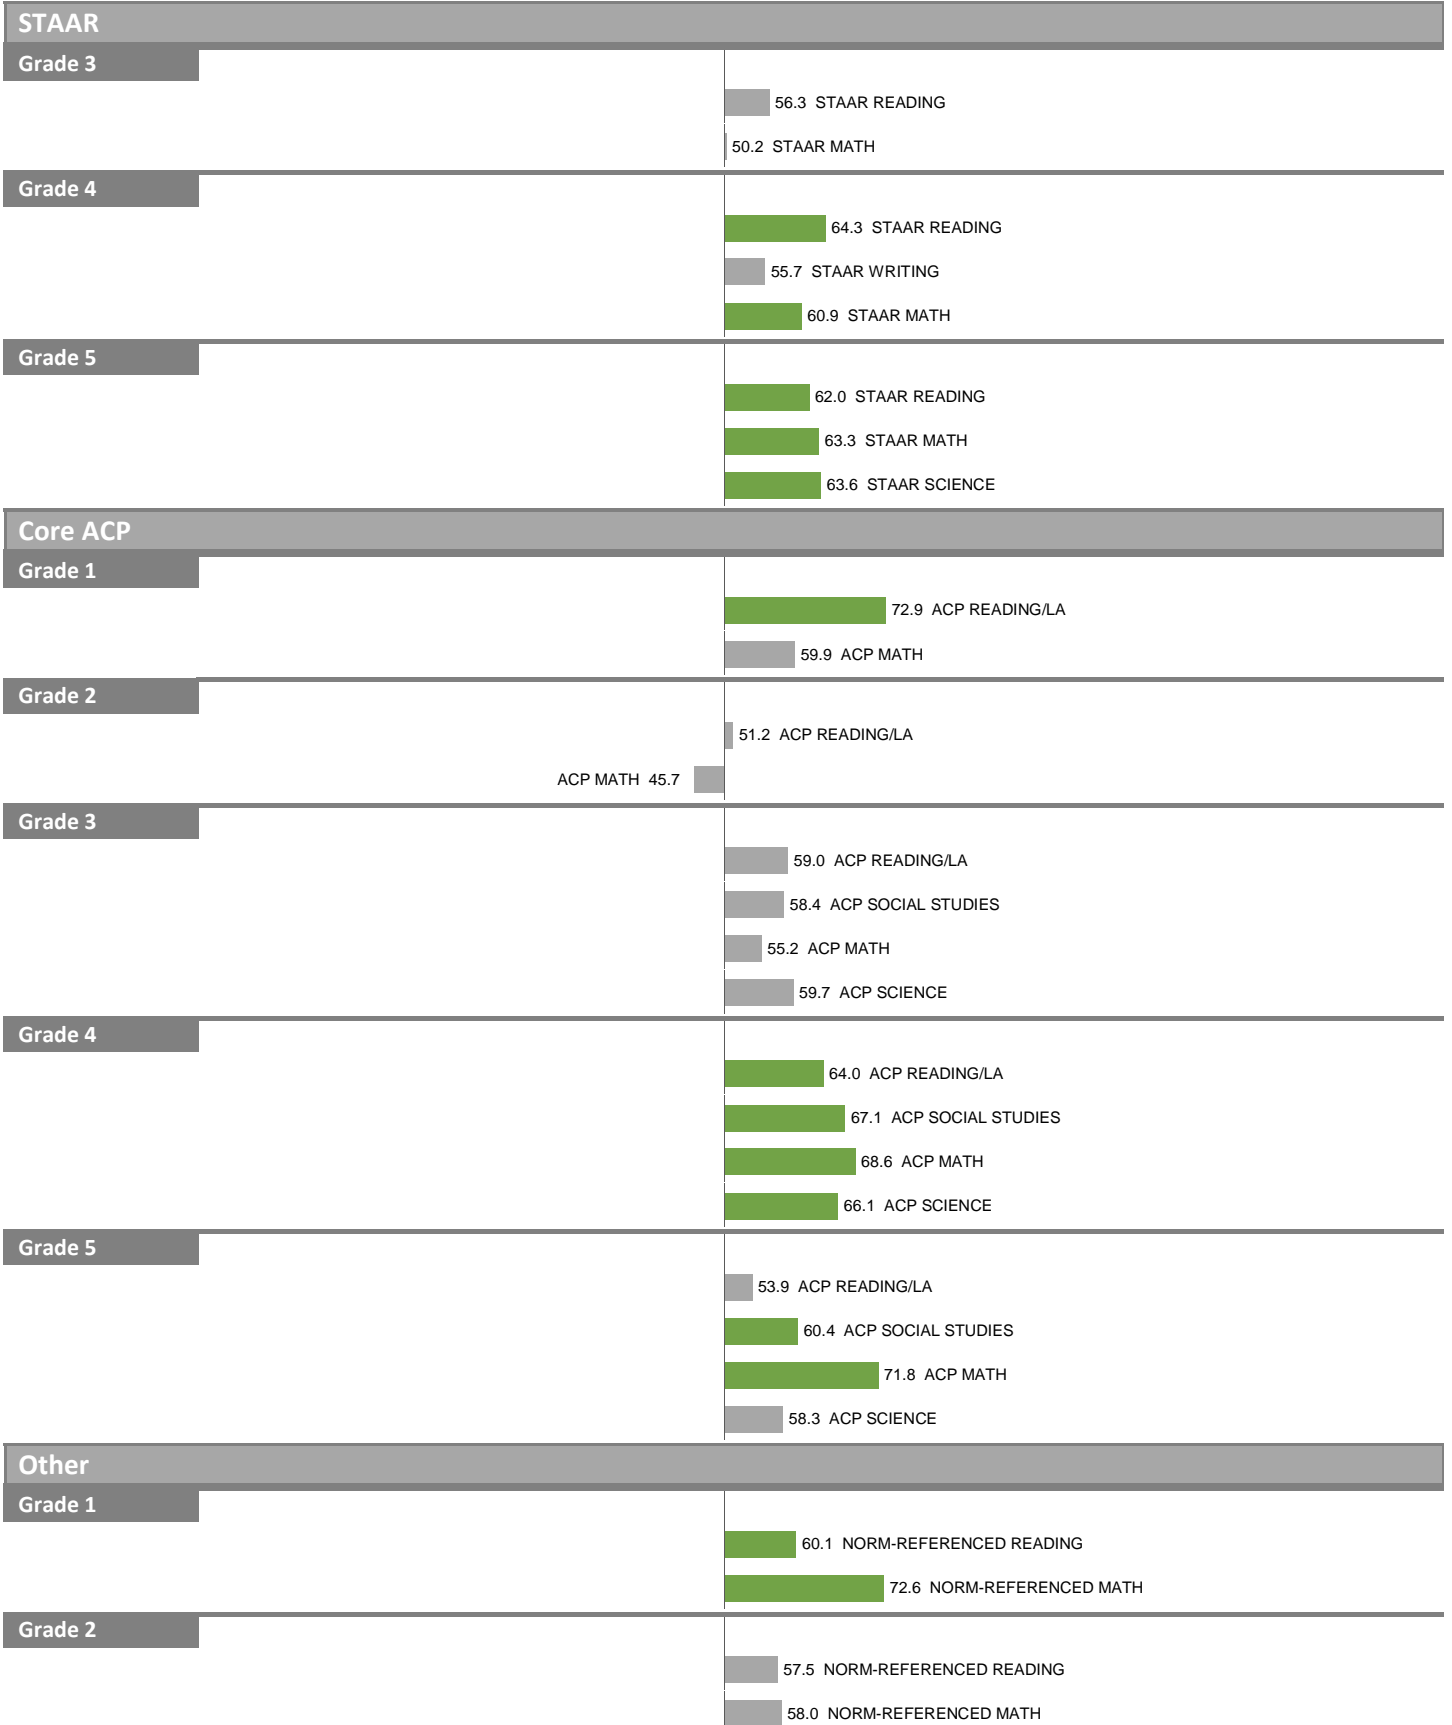 STAAR
Grade 3
56.3 STAAR READING
50.2 STAAR MATH
Grade 4
64.3 STAAR READING
55.7 STAAR WRITING
60.9 STAAR MATH
Grade 5
62.0 STAAR READING
63.3 STAAR MATH
63.6 STAAR SCIENCE
Core ACP
Grade 1
72.9 ACP READING/LA
59.9 ACP MATH
Grade 2
51.2 ACP READING/LA
ACP MATH 45.7
Grade 3
59.0 ACP READING/LA
58.4 ACP SOCIAL STUDIES
55.2 ACP MATH
59.7 ACP SCIENCE
Grade 4
64.0 ACP READING/LA
67.1 ACP SOCIAL STUDIES
68.6 ACP MATH
66.1 ACP SCIENCE
Grade 5
53.9 ACP READING/LA
60.4 ACP SOCIAL STUDIES
71.8 ACP MATH
58.3 ACP SCIENCE
Other
Grade 1
60.1 NORM-REFERENCED READING
72.6 NORM-REFERENCED MATH
Grade 2
57.5 NORM-REFERENCED READING
58.0 NORM-REFERENCED MATH